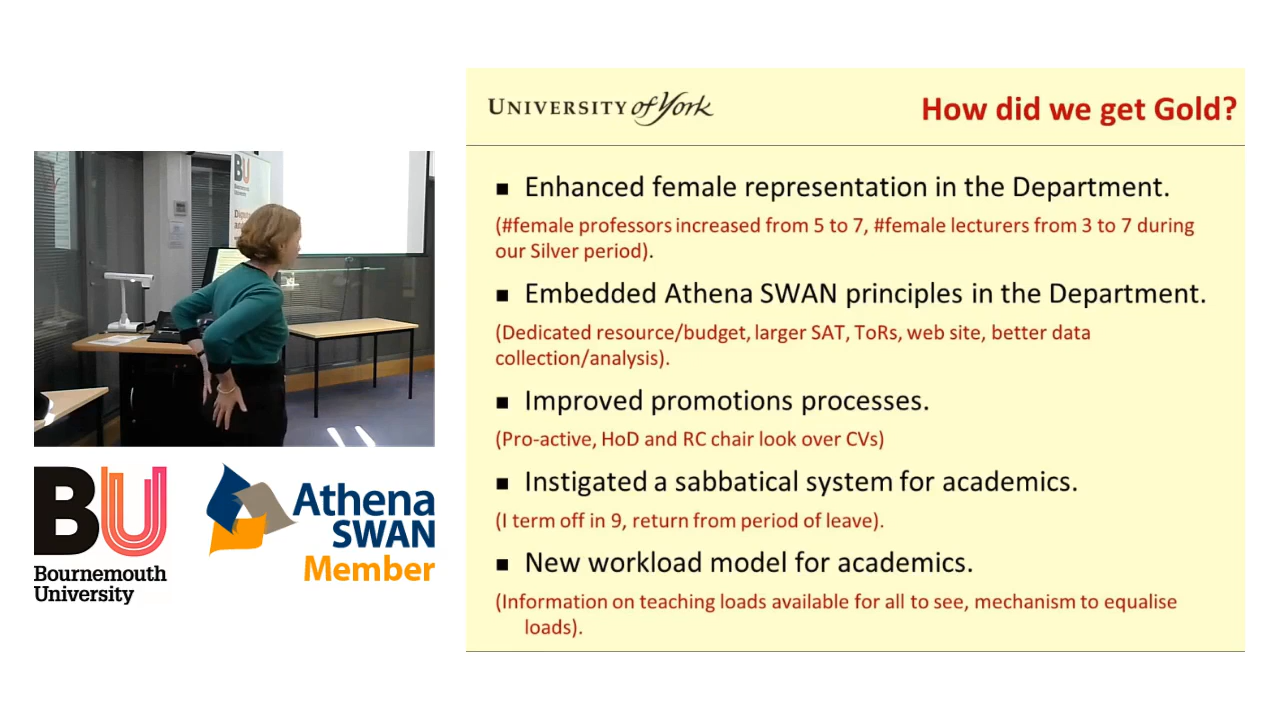 BU
Bournemouth
University
BU
Bournemouth
University
Athena
SWAN
Member
UNIVERSITY of York
How did we get Gold?
■ Enhanced female representation in the Department.
(#female professors increased from 5 to 7, #female lecturers from 3 to 7 during
our Silver period).
■ Embedded Athena SWAN principles in the Department.
(Dedicated resource/budget, larger SAT, ToRs, web site, better data
collection/analysis).
■ Improved promotions processes.
(Pro-active, HoD and RC chair look over CVs)
■ Instigated a sabbatical system for academics.
(I term off in 9, return from period of leave).
■ New workload model for academics.
(Information on teaching loads available for all to see, mechanism to equalise
loads).